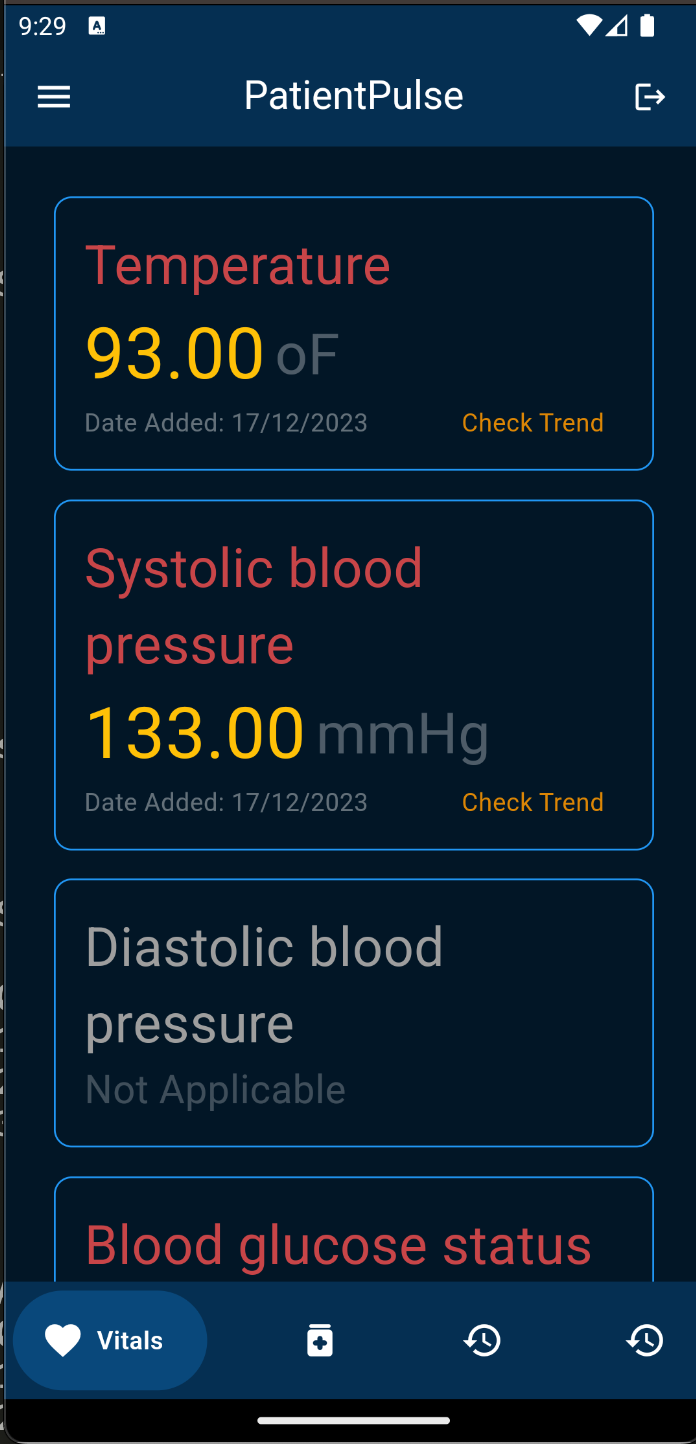 9:29 A
PatientPulse
Temperature
93.00 oF
Date Added: 17/12/2023 Check Trend
Systolic blood
pressure
133.00 mmHg
Date Added: 17/12/2023 Check Trend
Diastolic blood
pressure
Not Applicable
Blood glucose status
Vitals